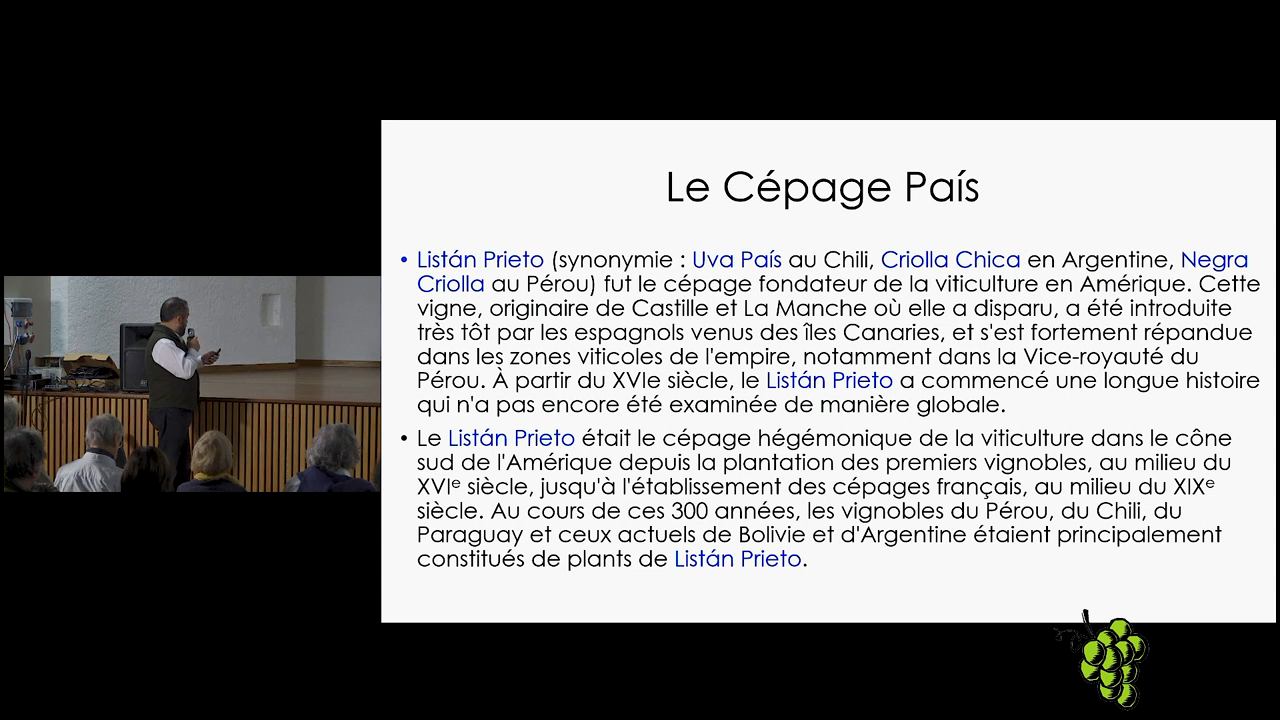 Le Cépage País
• Listán Prieto (synonymie : Uva País au Chili, Criolla Chica en Argentine, Negra
Criolla au Pérou) fut le cépage fondateur de la viticulture en Amérique. Cette
vigne, originaire de Castille et La Manche où elle a disparu, a été introduite
très tôt par les espagnols venus des îles Canaries, et s'est fortement répandue
dans les zones viticoles de l'empire, notamment dans la Vice-royauté du
Pérou. À partir du XVIe siècle, le Listán Prieto a commencé une longue histoire
qui n'a pas encore été examinée de manière globale.
• Le Listán Prieto était le cépage hégémonique de la viticulture dans le cône
sud de l'Amérique depuis la plantation des premiers vignobles, au milieu du
XVIᵉ siècle, jusqu'à l'établissement des cépages français, au milieu du XIXᵉ
siècle. Au cours de ces 300 années, les vignobles du Pérou, du Chili, du
Paraguay et ceux actuels de Bolivie et d'Argentine étaient principalement
constitués de plants de Listán Prieto.